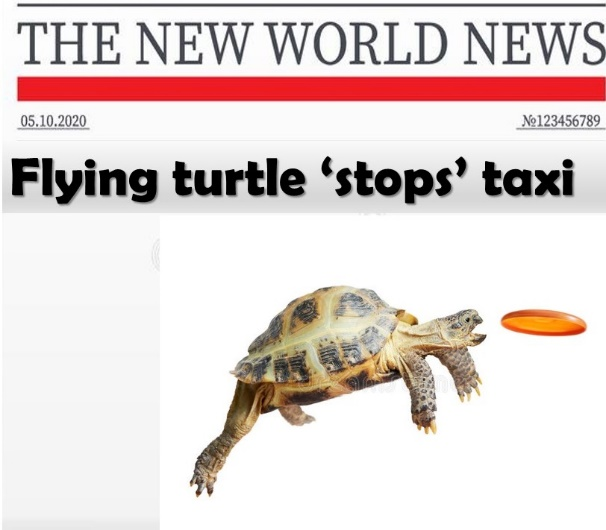 THE NEW WORLD NEWS
05.10.2020
№123456789
Flying turtle ‘stops’ taxi